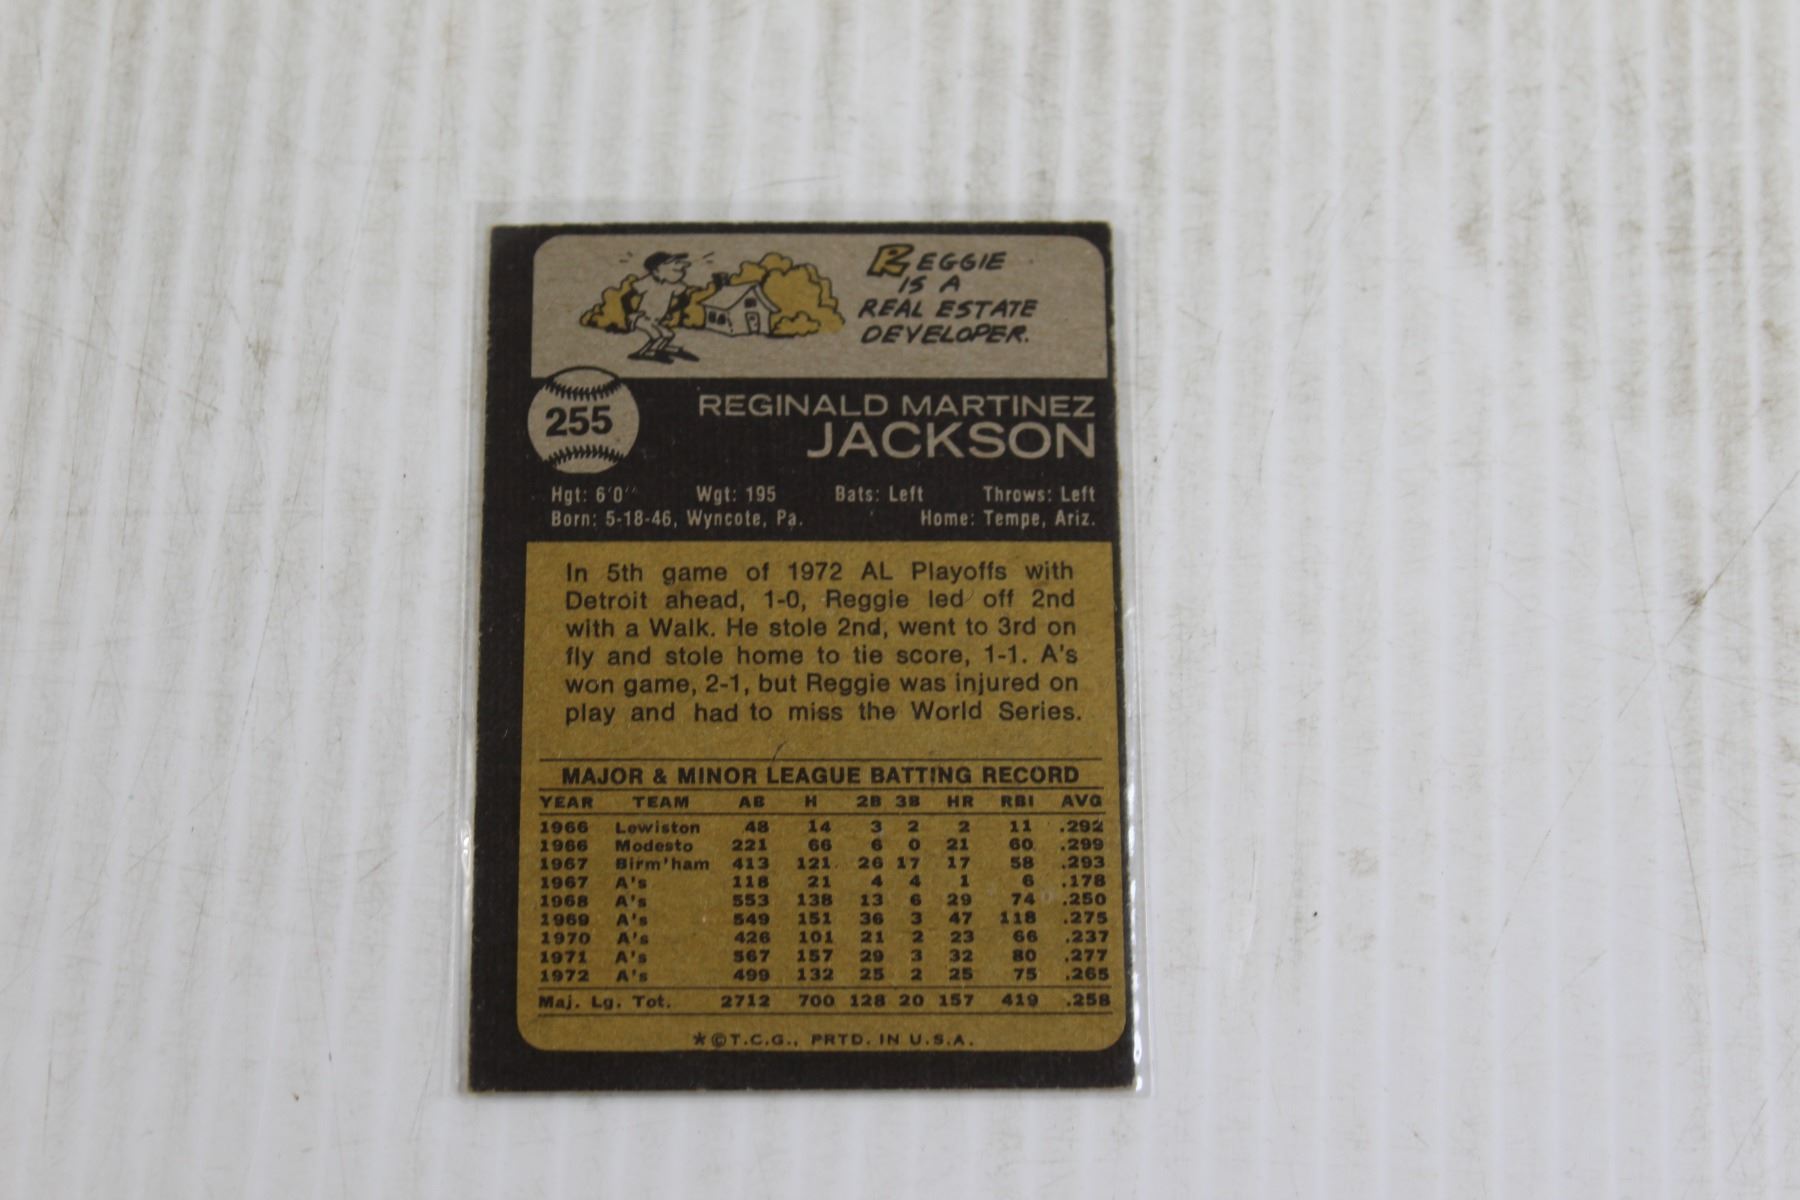 REGGIE
IS A
REAL ESTATE
DEVELOPER.
255
REGINALD MARTINEZ
JACKSON
Hgt: 6'0" Wgt: 195 Bats: Left Throws: Left
Born: 5-18-46, Wyncote, Pa. Home: Tempe, Ariz.
In 5th game of 1972 AL Playoffs with
Detroit ahead, 1-0, Reggie led off 2nd
with a Walk. He stole 2nd, went to 3rd on
fly and stole home to tie score, 1-1. A's
won game, 2-1, but Reggie was injured on
play and had to miss the World Series.
MAJOR & MINOR LEAGUE BATTING RECORD
YEAR TEAM AB H 2B 3B HR RBI AVG
1966 Lewiston 48 14 3 2 2 11 .292
1966 Modesto 221 66 6 0 21 60 .299
1967 Birm'ham 413 121 26 17 17 58 .293
1967 A's 118 21 4 4 1 6 .178
1968 A's 553 138 13 6 29 74 .250
1969 A's 549 151 36 3 47 118 .275
1970 A's 426 101 21 2 23 66 .237
1971 A's 567 157 29 3 32 80 .277
1972 A's 499 132 25 2 25 75 .265
Maj. Lg. Tot. 2712 700 128 20 157 419 .258
*©T.C.G., PRTD. IN U.S.A.